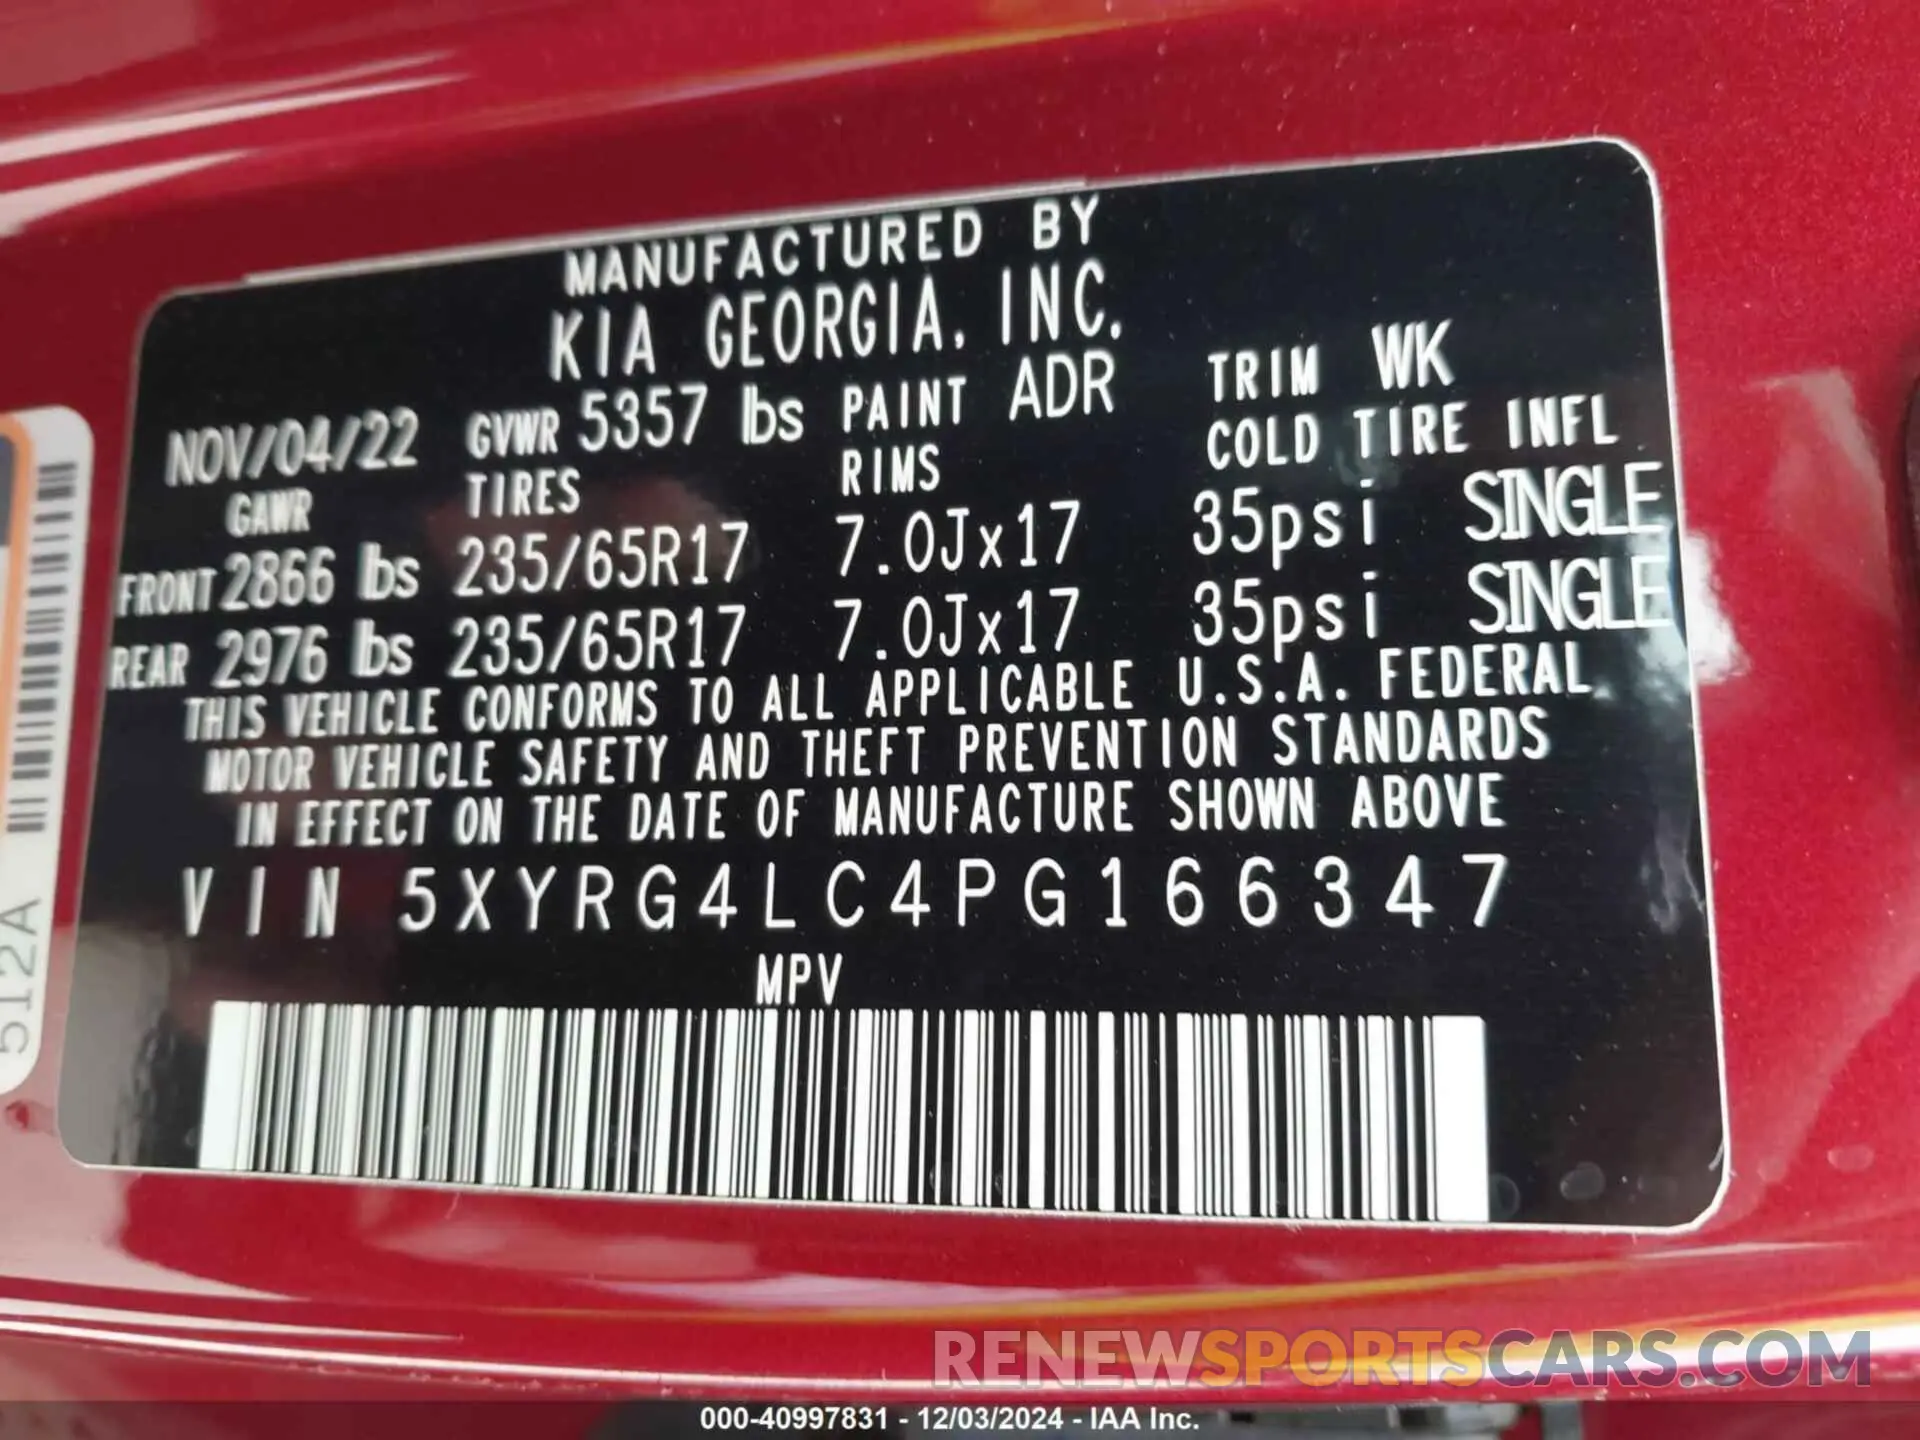 MANUFACTURED BY
KIA GEORGIA, INC.
NOV/04/22 GVWR 5357 lbs PAINT ADR TRIM WK
GAWR TIRES RIMS COLD TIRE INFL
FRONT 2866 lbs 235/65R17 7.0Jx17 35psi SINGLE
REAR 2976 lbs 235/65R17 7.0Jx17 35psi SINGLE
THIS VEHICLE CONFORMS TO ALL APPLICABLE U.S.A. FEDERAL
MOTOR VEHICLE SAFETY AND THEFT PREVENTION STANDARDS
IN EFFECT ON THE DATE OF MANUFACTURE SHOWN ABOVE
VIN 5XYRG4LC4PG166347
MPV
512A
RENEWSPORTSCARS.COM
000-40997831 - 12/03/2024 - IAA Inc.